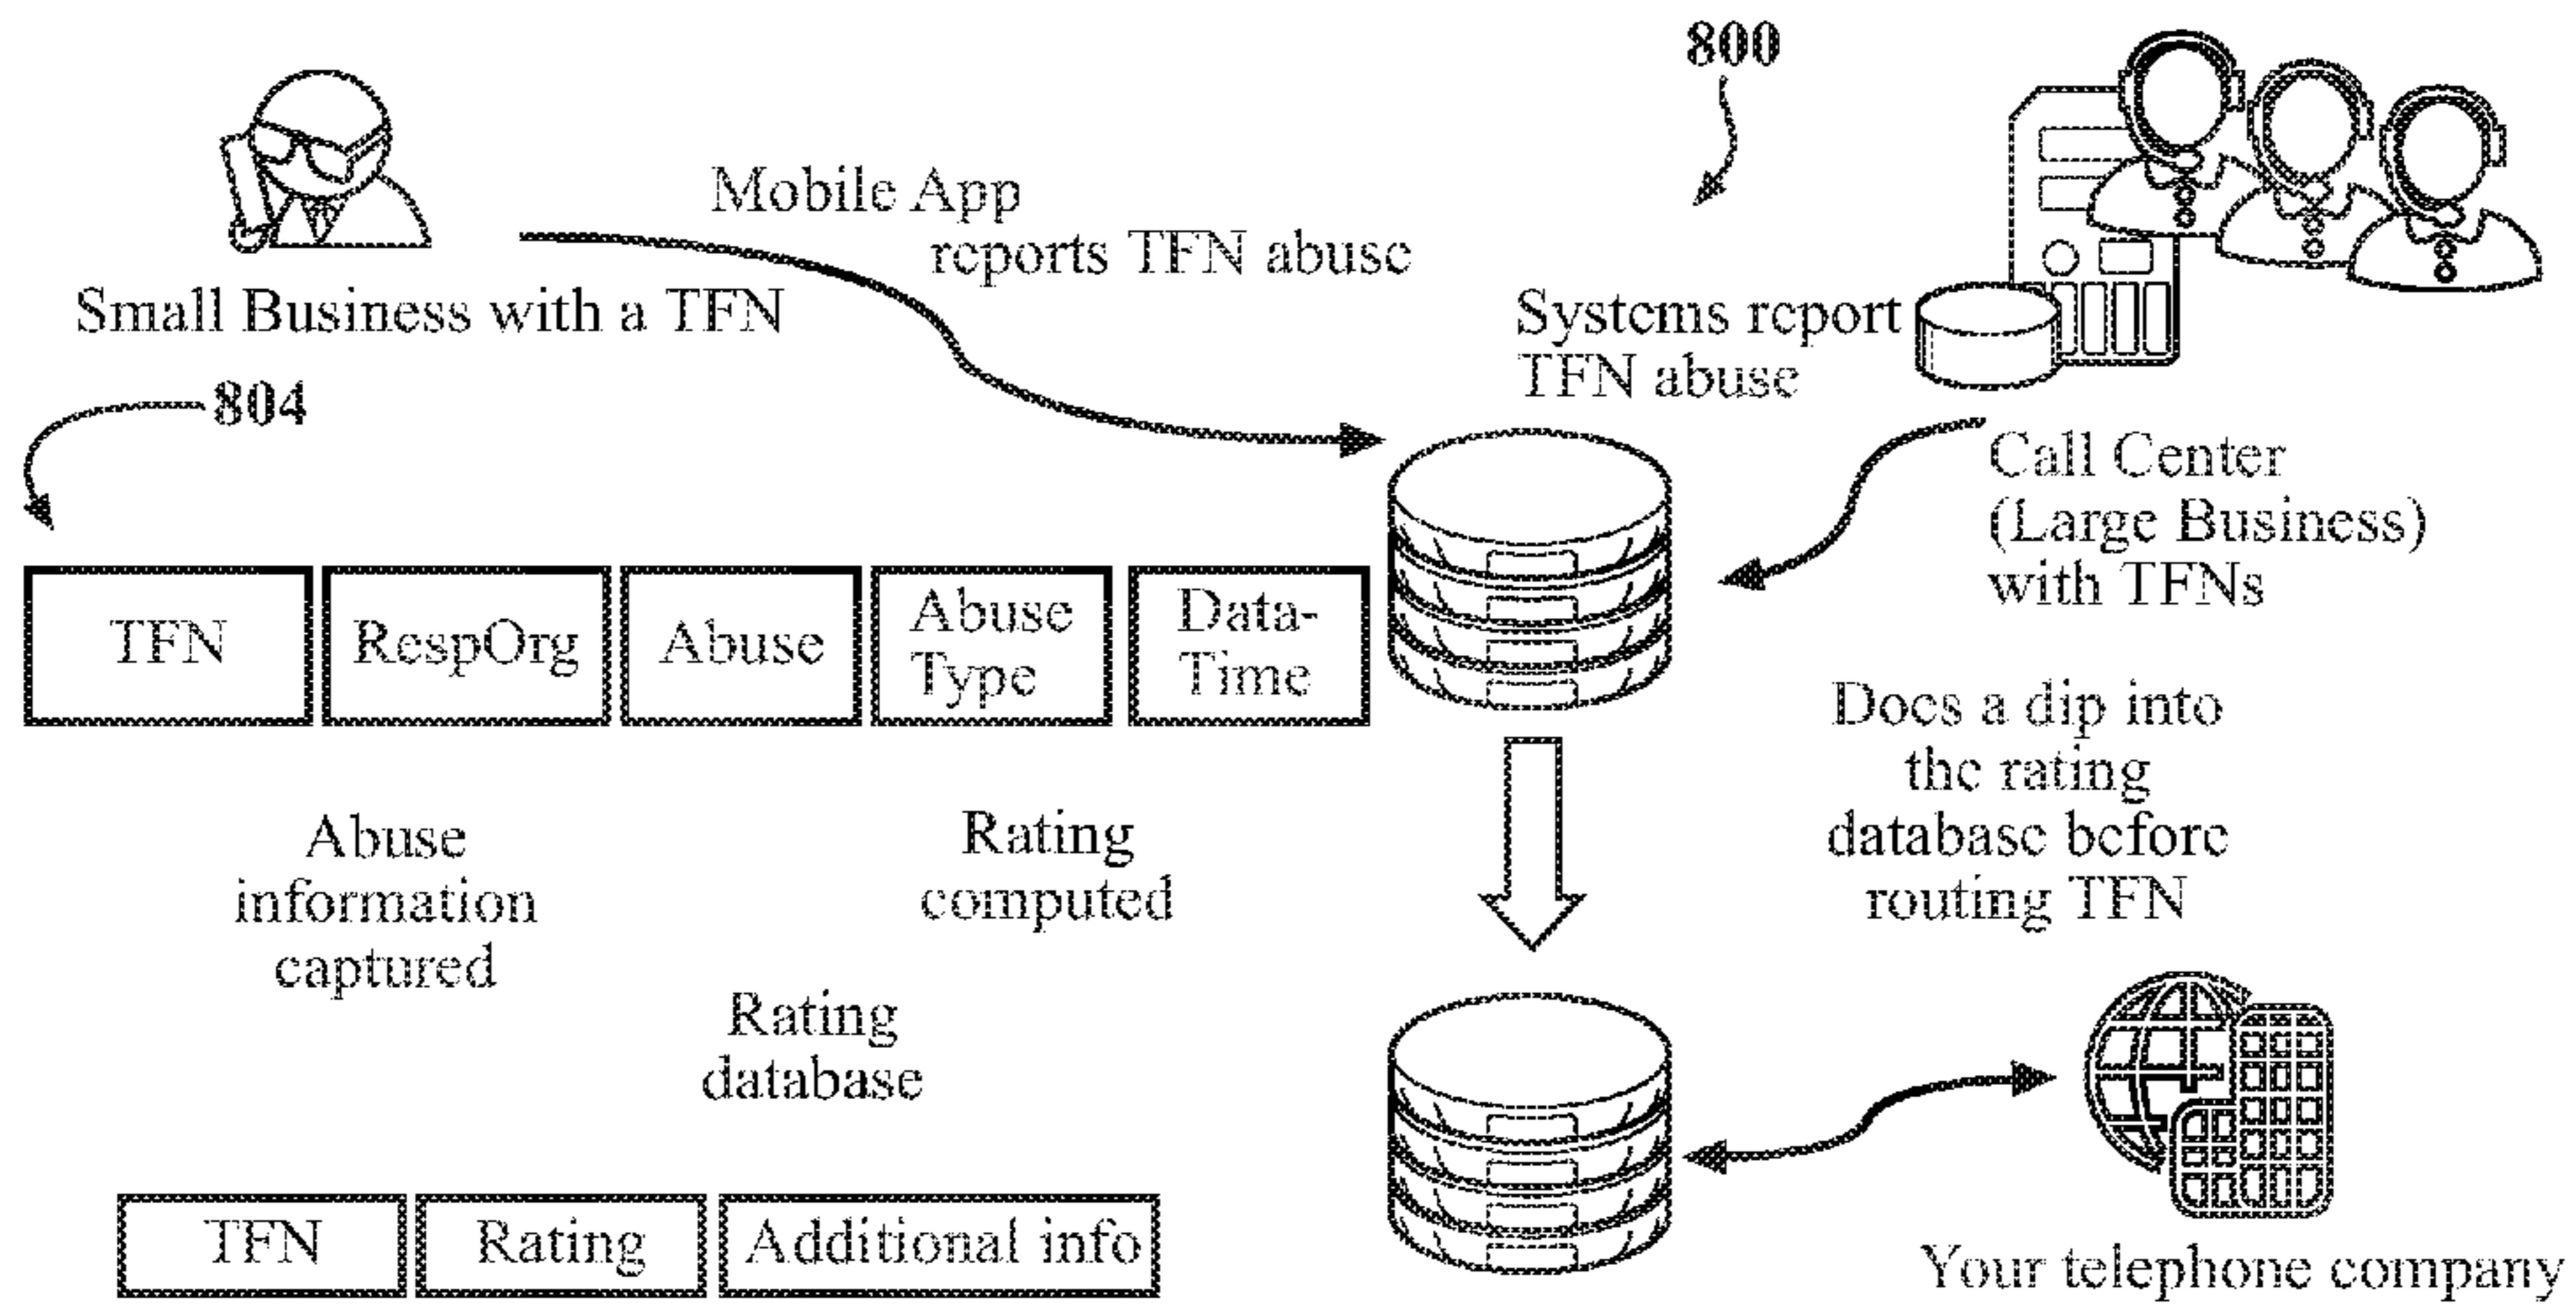 800
Mobile App
reports TFN abuse
Small Business with a TFN
Systems report
TFN abuse
804
Call Center
(Large Business)
with TFNs
TFN
RespOrg
Abuse
Abuse
Type
Data-
Time
Does a dip into
the rating
database before
routing TFN
Abuse
information
captured
Rating
computed
Rating
database
TFN
Rating
Additional info
Your telephone company